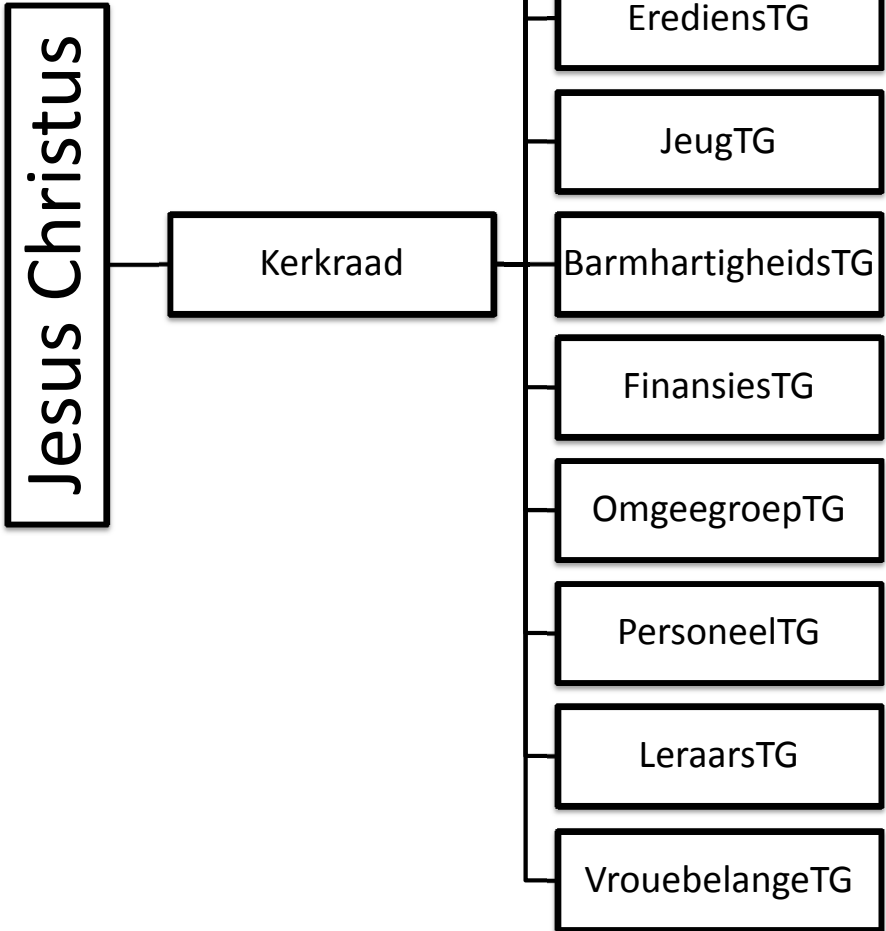 Jesus Christus
Kerkraad
ErediensTG
JeugTG
BarmhartigheidsTG
FinansiesTG
OmgeegroepTG
PersoneelTG
LeraarsTG
VrouebelangeTG